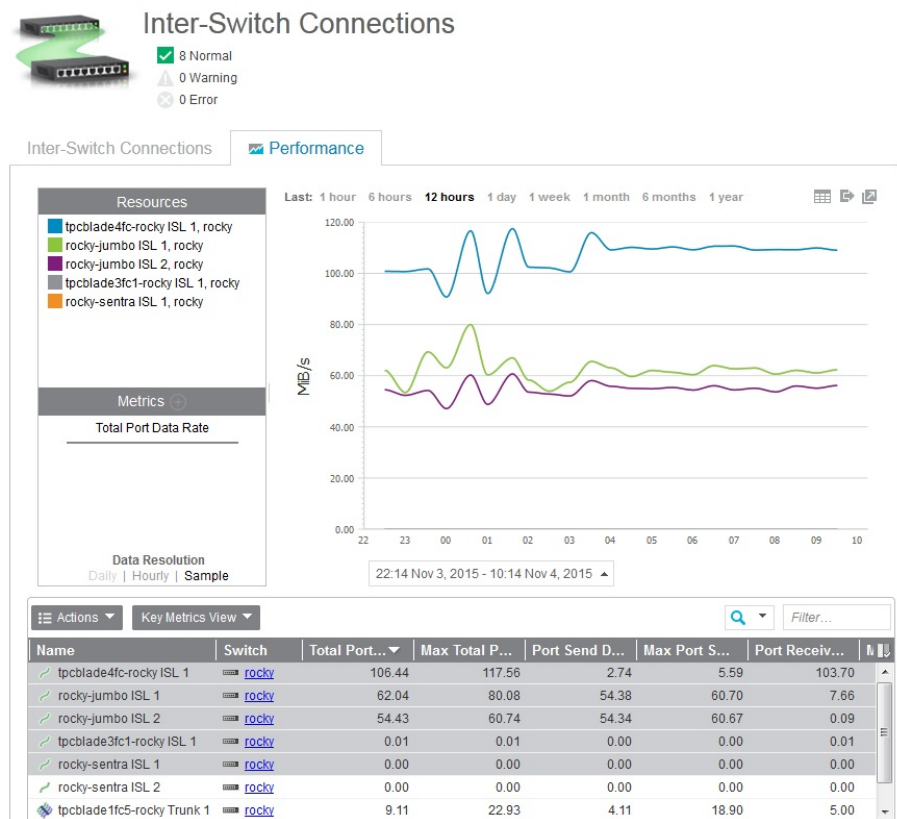 Inter-Switch Connections
8 Normal
0 Warning
0 Error
Inter-Switch Connections Performance
Resources
tpcblade4fc-rocky ISL 1, rocky
rocky-jumbo ISL 1, rocky
rocky-jumbo ISL 2, rocky
tpcblade3fc1-rocky ISL 1, rocky
rocky-sentra ISL 1, rocky
Metrics
Total Port Data Rate
Data Resolution
Daily | Hourly | Sample
Last: 1 hour 6 hours 12 hours 1 day 1 week 1 month 6 months 1 year
MiB/s
120.00
100.00
80.00
60.00
40.00
20.00
0.00
22 23 00 01 02 03 04 05 06 07 08 09 10
22:14 Nov 3, 2015 - 10:14 Nov 4, 2015
Actions Key Metrics View Filter...
Name Switch Total Port... Max Total P... Port Send D... Max Port S... Port Receiv...
tpcblade4fc-rocky ISL 1 rocky 106.44 117.56 2.74 5.59 103.70
rocky-jumbo ISL 1 rocky 62.04 80.08 54.38 60.70 7.66
rocky-jumbo ISL 2 rocky 54.43 60.74 54.34 60.67 0.09
tpcblade3fc1-rocky ISL 1 rocky 0.01 0.01 0.00 0.00 0.01
rocky-sentra ISL 1 rocky 0.00 0.00 0.00 0.00 0.00
rocky-sentra ISL 2 rocky 0.00 0.00 0.00 0.00 0.00
tpcblade1fc5-rocky Trunk 1 rocky 9.11 22.93 4.11 18.90 5.00